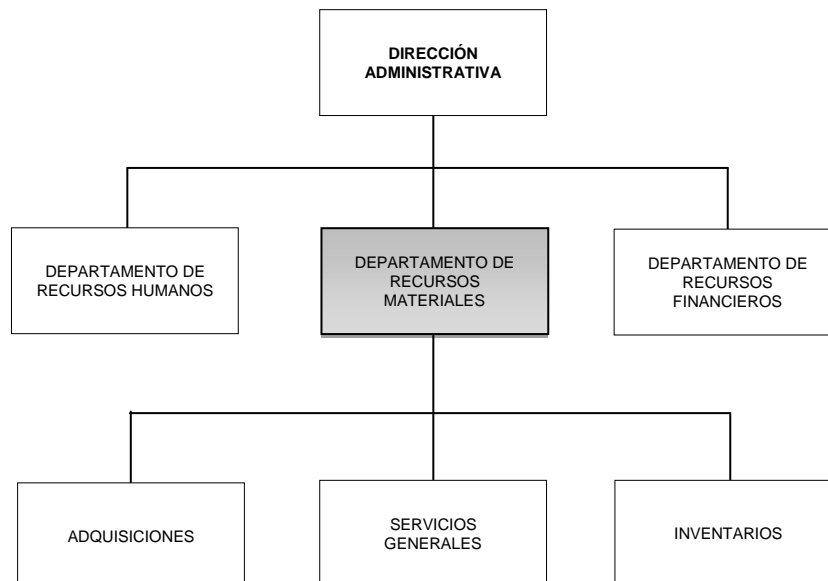 DIRECCIÓN
ADMINISTRATIVA
DEPARTAMENTO DE
RECURSOS HUMANOS
DEPARTAMENTO DE
RECURSOS
MATERIALES
DEPARTAMENTO DE
RECURSOS
FINANCIEROS
ADQUISICIONES
SERVICIOS
GENERALES
INVENTARIOS